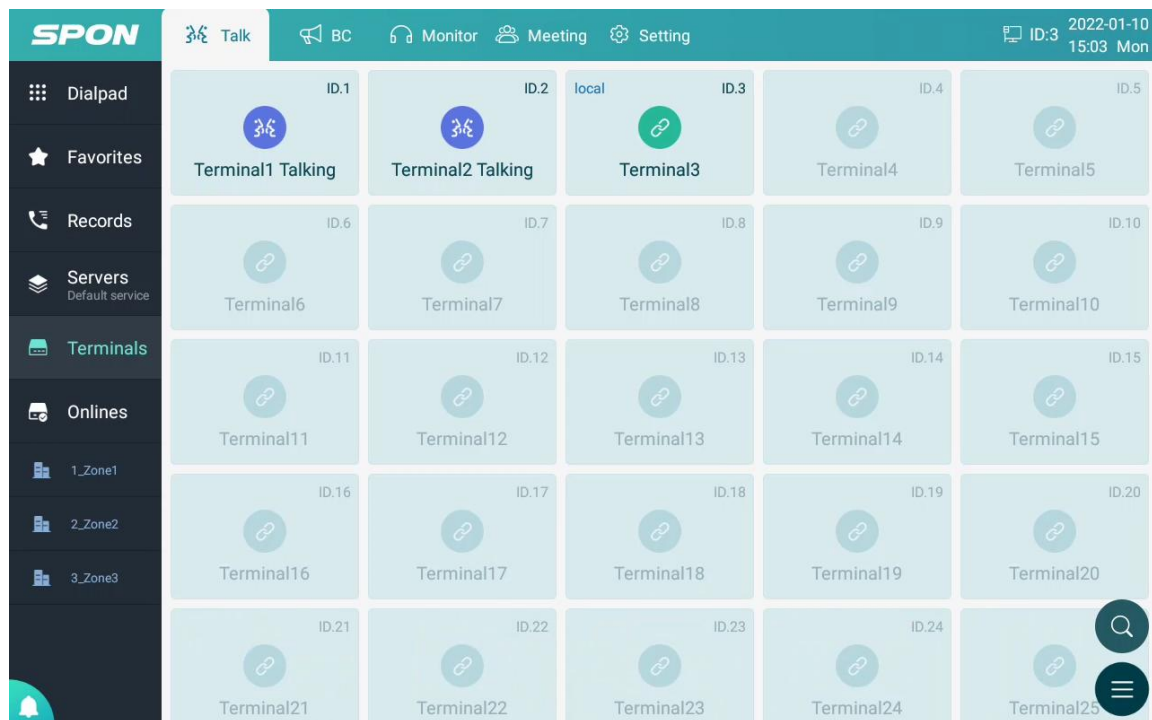 SPON
Talk
BC
Monitor
Meeting
Setting
ID:3
2022-01-10
15:03 Mon
Dialpad
Favorites
Records
Servers
Default service
Terminals
Onlines
1_Zone1
2_Zone2
3_Zone3
ID.1
Terminal1 Talking
ID.2
Terminal2 Talking
local
ID.3
Terminal3
ID.4
Terminal4
ID.5
Terminal5
ID.6
Terminal6
ID.7
Terminal7
ID.8
Terminal8
ID.9
Terminal9
ID.10
Terminal10
ID.11
Terminal11
ID.12
Terminal12
ID.13
Terminal13
ID.14
Terminal14
ID.15
Terminal15
ID.16
Terminal16
ID.17
Terminal17
ID.18
Terminal18
ID.19
Terminal19
ID.20
Terminal20
ID.21
Terminal21
ID.22
Terminal22
ID.23
Terminal23
ID.24
Terminal24
Terminal25